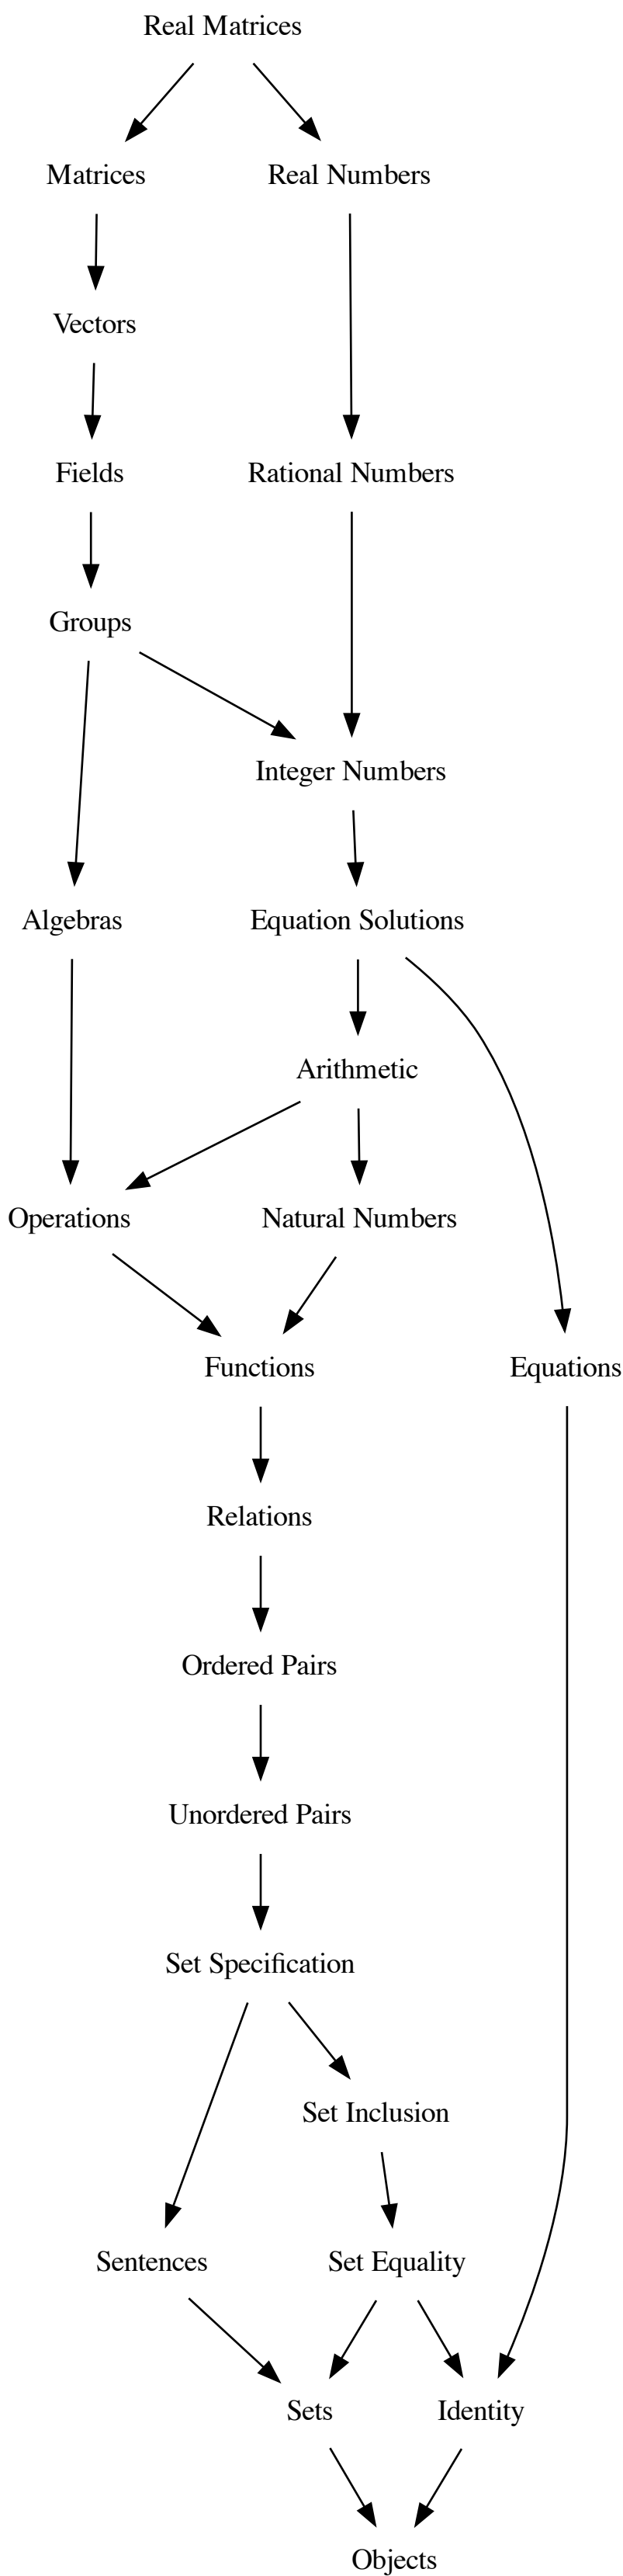 Real Matrices
Matrices
Real Numbers
Vectors
Fields
Rational Numbers
Groups
Integer Numbers
Algebras
Equation Solutions
Arithmetic
Operations
Natural Numbers
Functions
Equations
Relations
Ordered Pairs
Unordered Pairs
Set Specification
Set Inclusion
Sentences
Set Equality
Sets
Identity
Objects